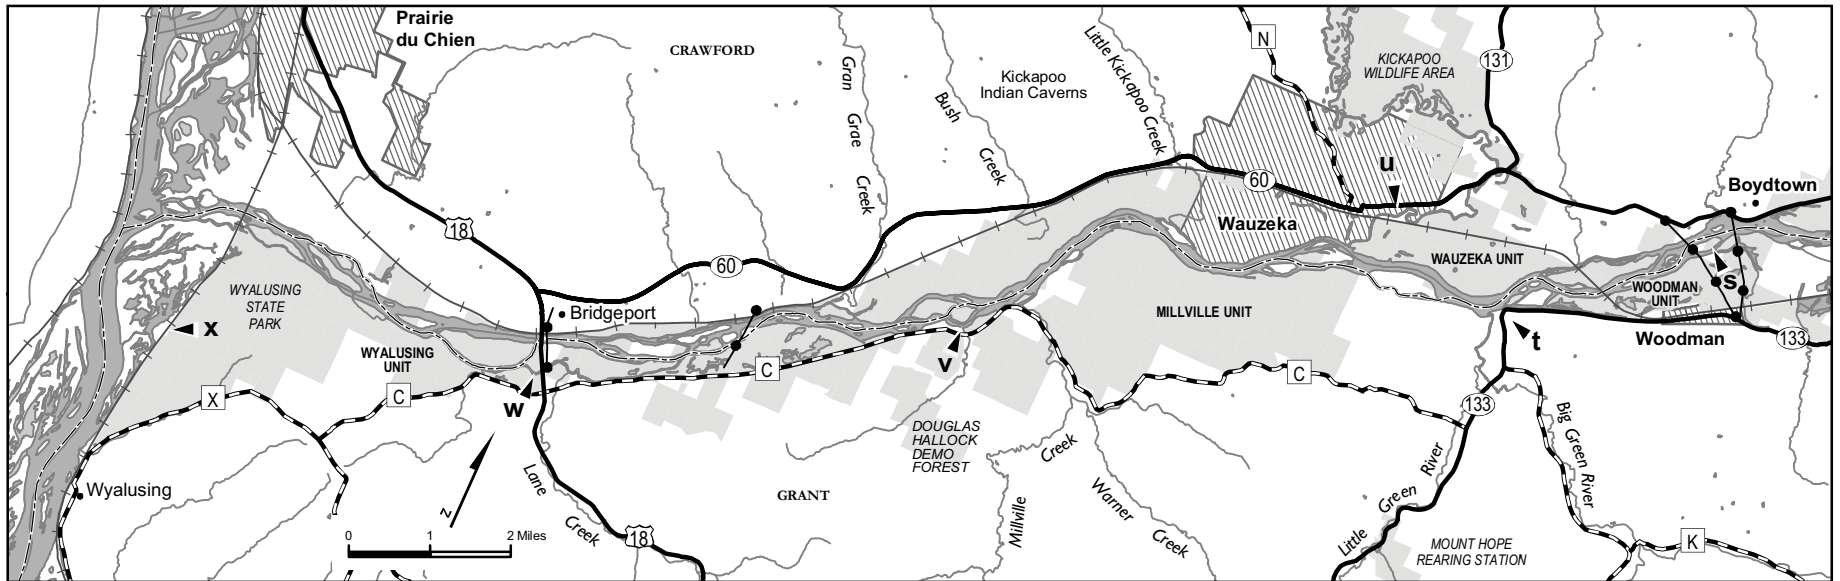 Prairie
du Chien
CRAWFORD
Gran
Grae
Creek
Bush
Creek
Kickapoo
Indian Caverns
Little Kickapoo Creek
N
KICKAPOO
WILDLIFE AREA
131
u
60
Wauzeka
Boydtown
18
60
WAUZEKA UNIT
WOODMAN
UNIT
s
WYALUSING
STATE
PARK
x
Bridgeport
MILLVILLE UNIT
Woodman
133
t
WYALUSING
UNIT
v
C
C
X
C
w
133
DOUGLAS
HALLOCK
DEMO
FOREST
Creek
Big Green River
Little Green River
Wyalusing
GRANT
Lane
Creek
Millville
Warner
Creek
N
0 1 2 Miles
18
MOUNT HOPE
REARING STATION
K